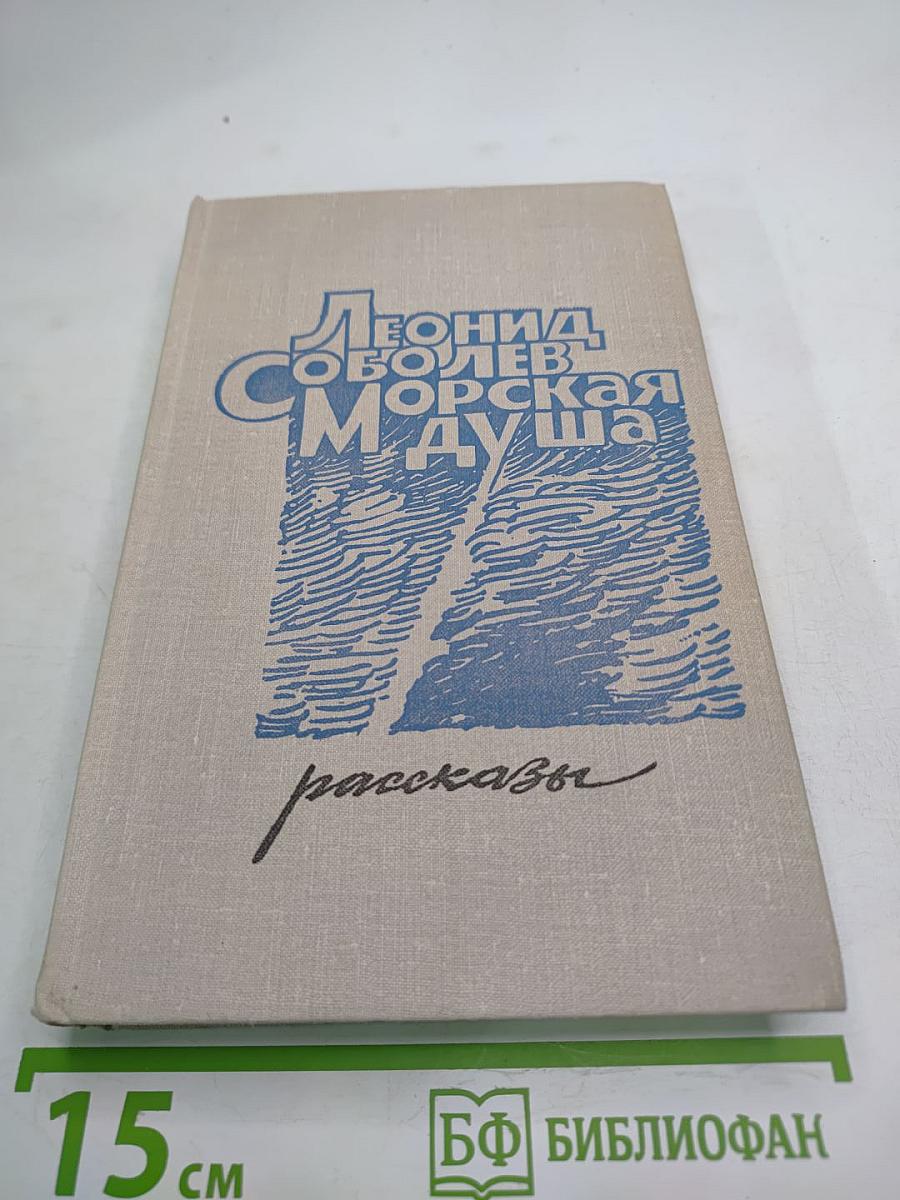 Леонид
Соболев
Морская
душа
рассказы
15 см
БФ БИБЛИОФАН